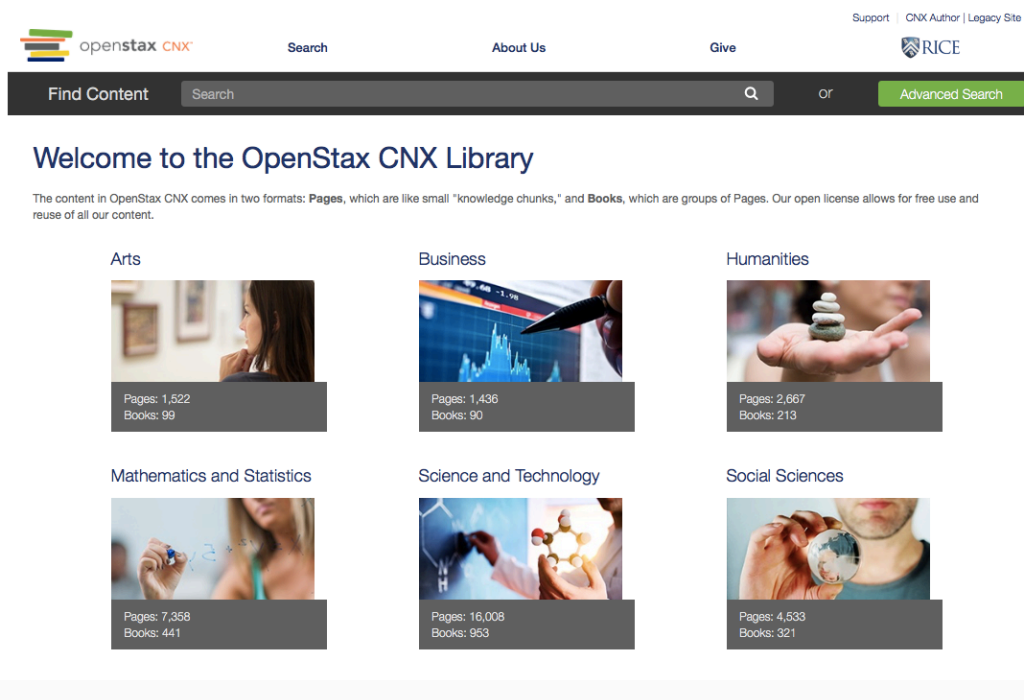 Support | CNX Author | Legacy Site
openstax CNX
Search
About Us
Give
RICE
Find Content
Search
or
Advanced Search
Welcome to the OpenStax CNX Library
The content in OpenStax CNX comes in two formats: Pages, which are like small "knowledge chunks," and Books, which are groups of Pages. Our open license allows for free use and
reuse of all our content.
Arts
Business
Humanities
-1.98
Pages: 1,522
Books: 99
Pages: 1,436
Books: 90
Pages: 2,667
Books: 213
Mathematics and Statistics
Science and Technology
Social Sciences
Pages: 7,358
Books: 441
Pages: 16,008
Books: 953
Pages: 4,533
Books: 321